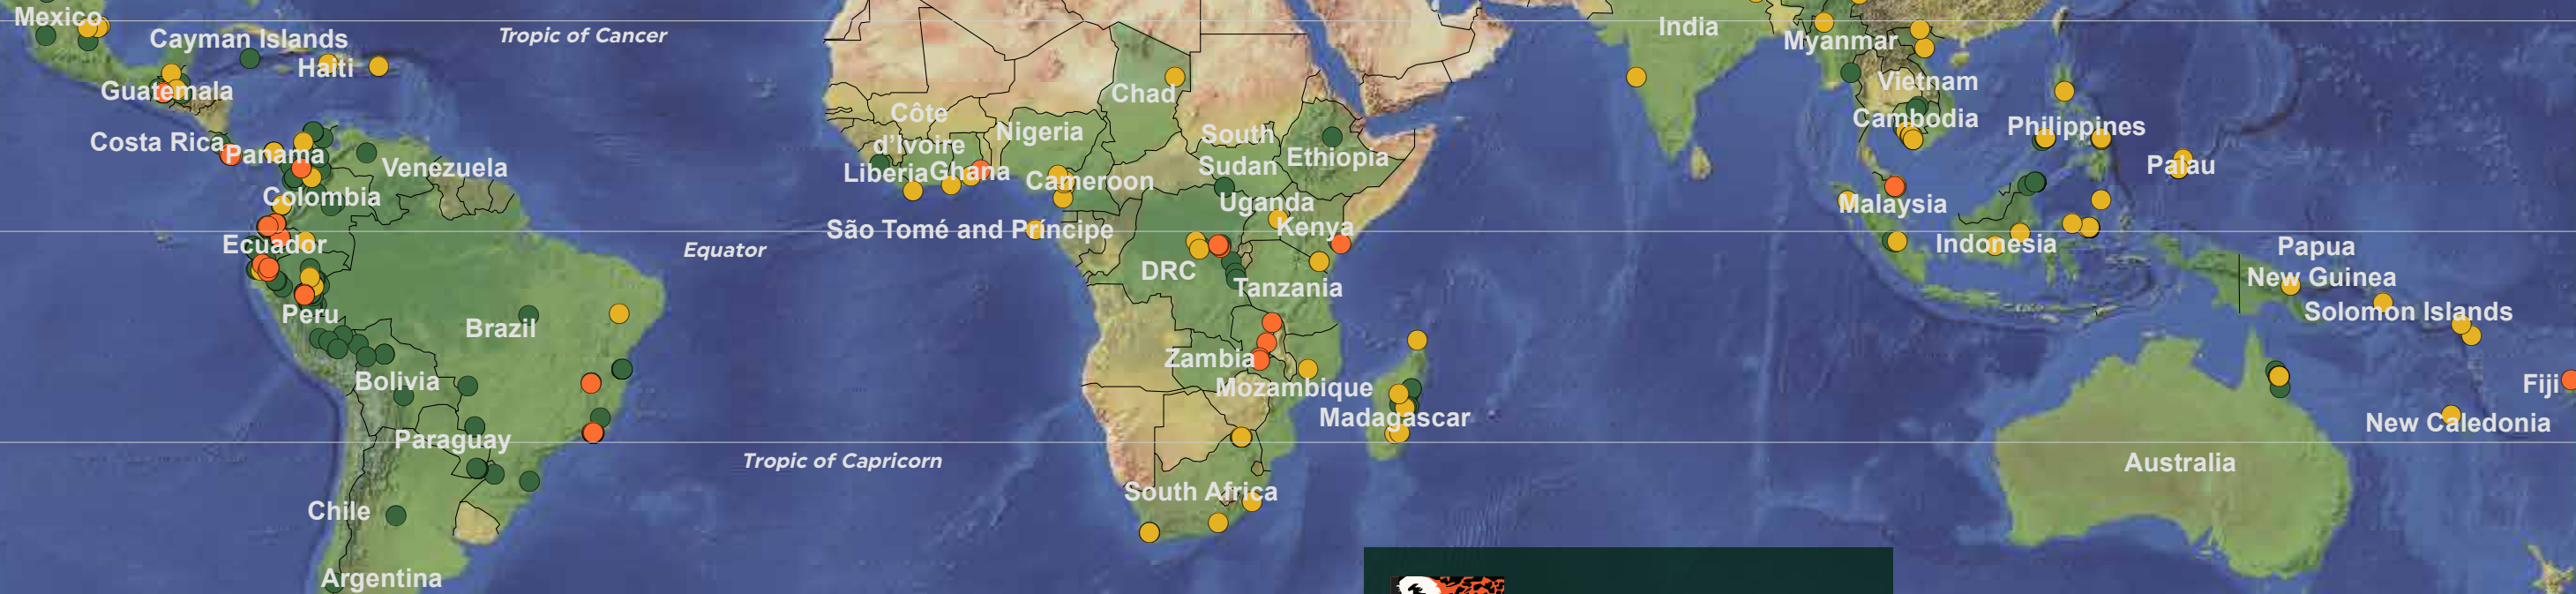 Mexico
Cayman Islands
Haiti
Guatemala
Costa Rica
Panama
Venezuela
Colombia
Ecuador
Peru
Brazil
Bolivia
Paraguay
Chile
Argentina
Tropic of Cancer
Equator
Tropic of Capricorn
Chad
Côte
d'Ivoire
Nigeria
Liberia
Ghana
Cameroon
São Tomé and Príncipe
South
Sudan
Ethiopia
Uganda
Kenya
DRC
Tanzania
Zambia
Mozambique
Madagascar
South Africa
India
Myanmar
Vietnam
Cambodia
Philippines
Palau
Malaysia
Indonesia
Papua
New Guinea
Solomon Islands
Fiji
New Caledonia
Australia